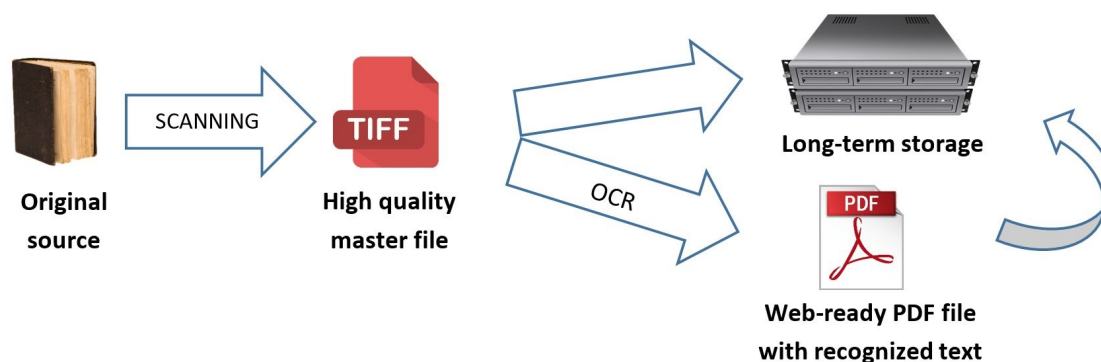 Original
source
SCANNING
TIFF
High quality
master file
OCR
Long-term storage
PDF
Web-ready PDF file
with recognized text